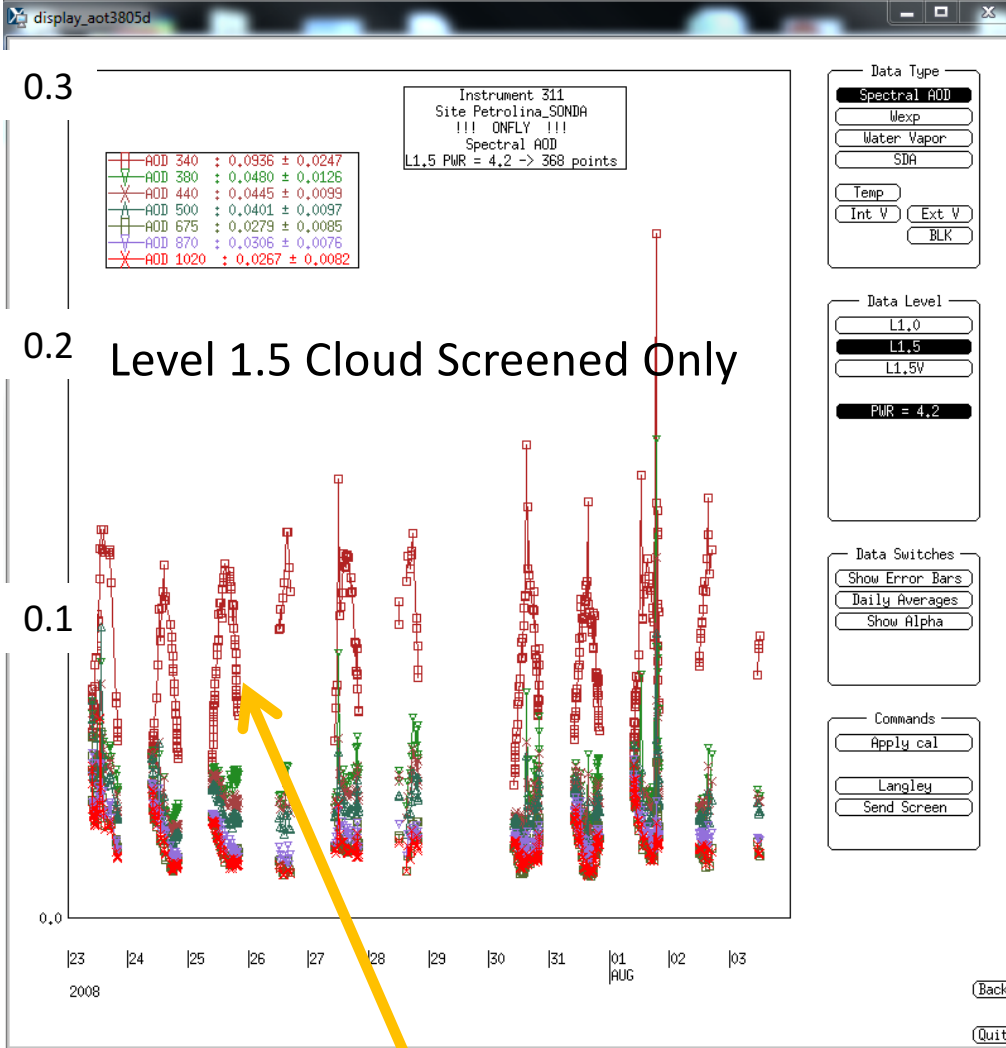 display_aot3805d
0.3
Instrument 311
Site Petrolina_SONDA
!!! ONFLY !!!
Spectral AOD
L1.5 PWR = 4.2 -> 368 points
AOD 340 : 0.0936 ± 0.0247
AOD 380 : 0.0480 ± 0.0126
AOD 440 : 0.0445 ± 0.0099
AOD 500 : 0.0401 ± 0.0097
AOD 675 : 0.0279 ± 0.0085
AOD 870 : 0.0306 ± 0.0076
AOD 1020 : 0.0267 ± 0.0082
0.2
Level 1.5 Cloud Screened Only
0.1
0.0
|23 |24 |25 |26 |27 |28 |29 |30 |31 |01 |02 |03
AUG
2008
Data Type
Spectral AOD
Wexp
Water Vapor
SDA
Temp
Int V Ext V
BLK
Data Level
L1.0
L1.5
L1.5V
PWR = 4.2
Data Switches
Show Error Bars
Daily Averages
Show Alpha
Commands
Apply cal
Langley
Send Screen
Back
Quit